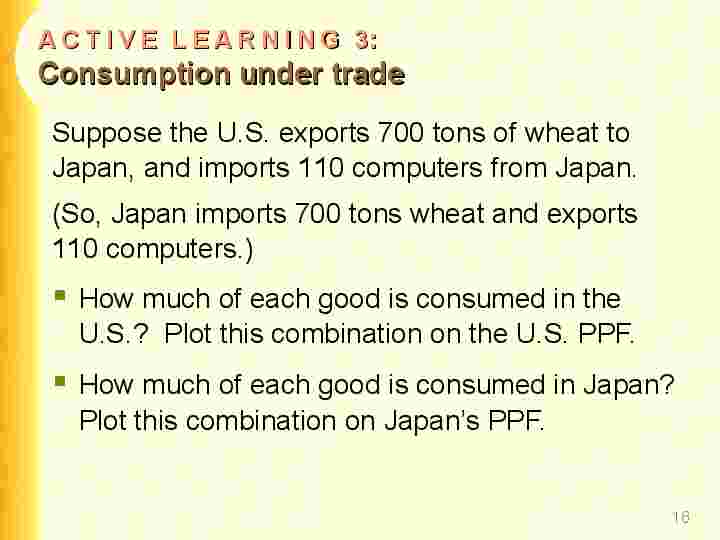 ACTIVE LEARNING 3:
Consumption under trade
Suppose the U.S. exports 700 tons of wheat to
Japan, and imports 110 computers from Japan.
(So, Japan imports 700 tons wheat and exports
110 computers.)
▪ How much of each good is consumed in the
U.S.? Plot this combination on the U.S. PPF.
▪ How much of each good is consumed in Japan?
Plot this combination on Japan's PPF.
16